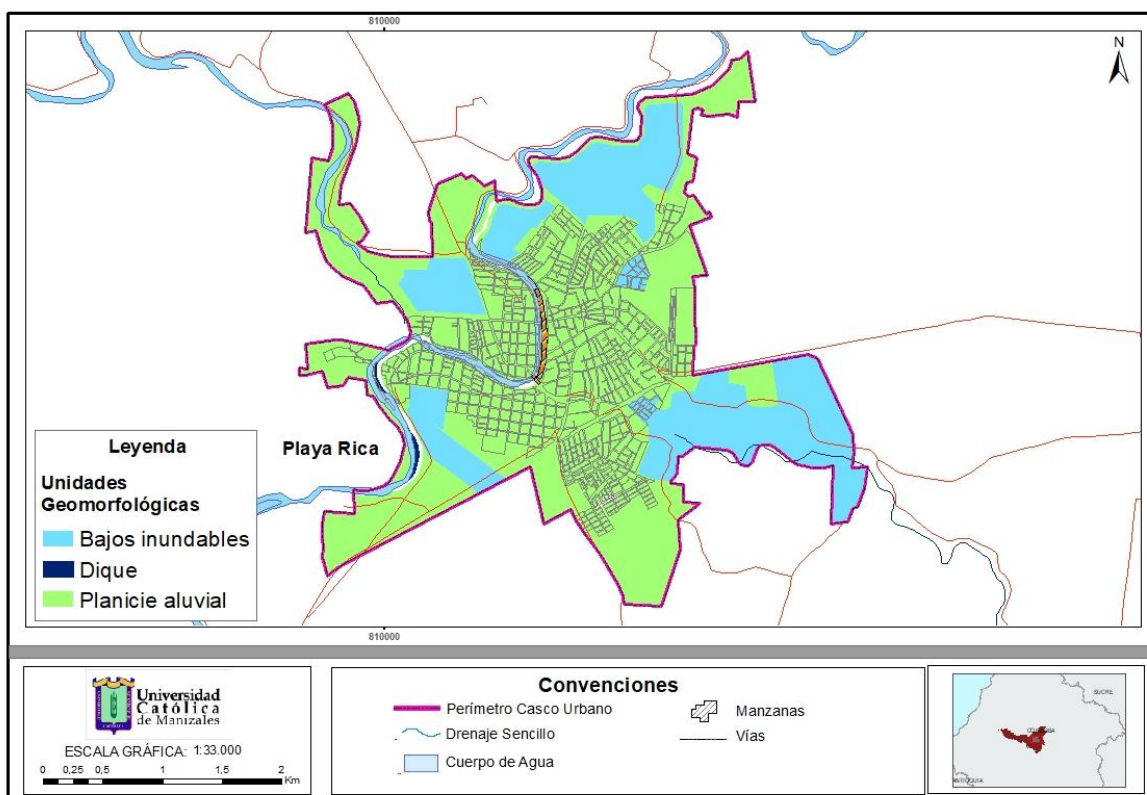 810000
N
Playa Rica
Leyenda
Unidades
Geomorfológicas
Bajos inundables
Dique
Planicie aluvial
810000
Universidad
Católica
de Manizales
ESCALA GRÁFICA: 1:33.000
0 0,25 0,5 1 1,5 2
Km
Convenciones
Perímetro Casco Urbano
Drenaje Sencillo
Cuerpo de Agua
Manzanas
Vías
SUCRE